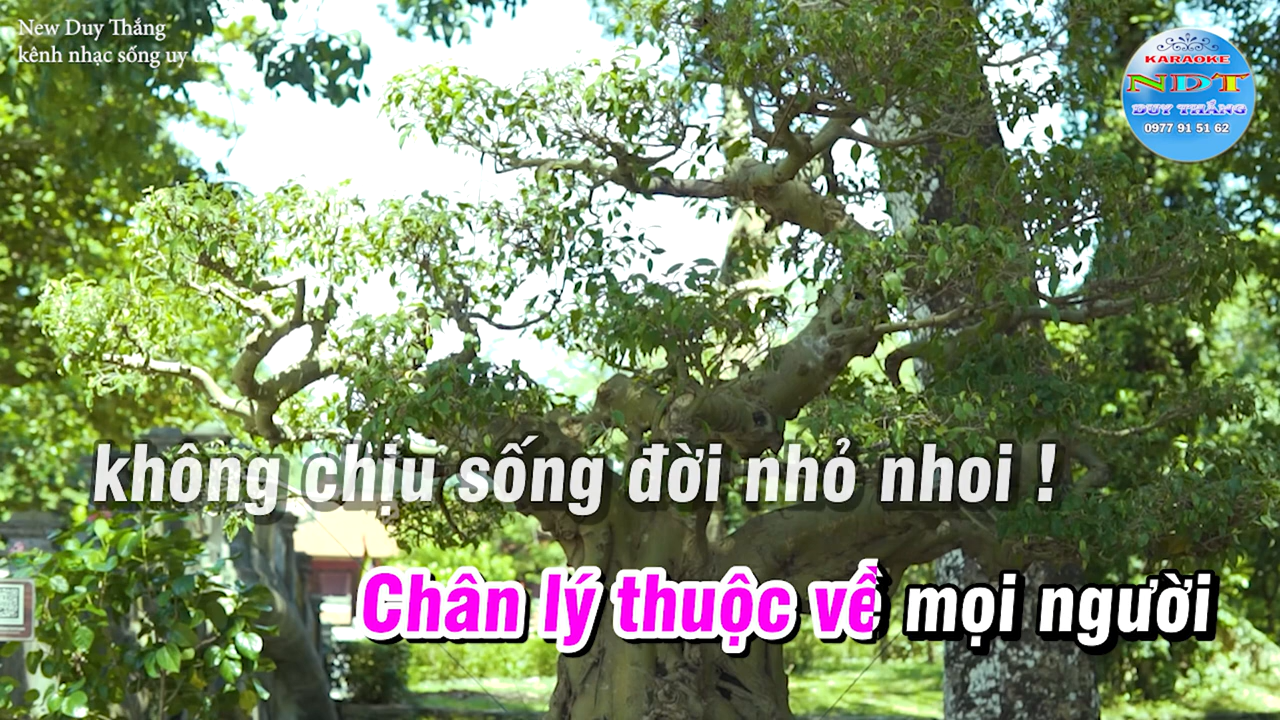 New Duy Thắng
kênh nhạc sống uy
KARAOKE
NDT
DUY THẮNG
0977 91 51 62
không chịu sống đời nhỏ nhoi !
Chân lý thuộc về mọi người